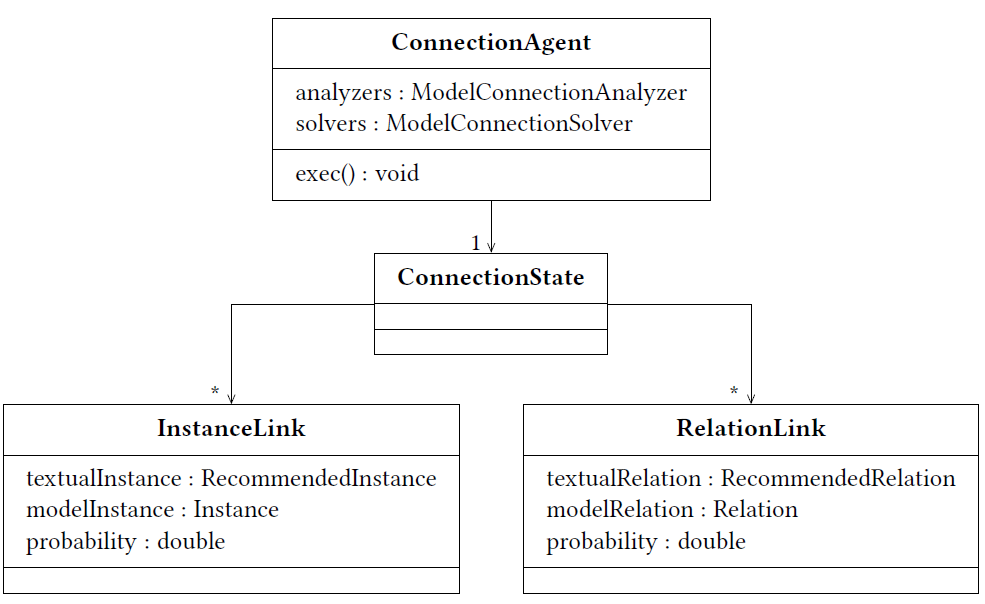 ConnectionAgent
analyzers : ModelConnectionAnalyzer
solvers : ModelConnectionSolver
exec() : void
1
ConnectionState
*
*
InstanceLink
textualInstance : RecommendedInstance
modelInstance : Instance
probability : double
RelationLink
textualRelation : RecommendedRelation
modelRelation : Relation
probability : double